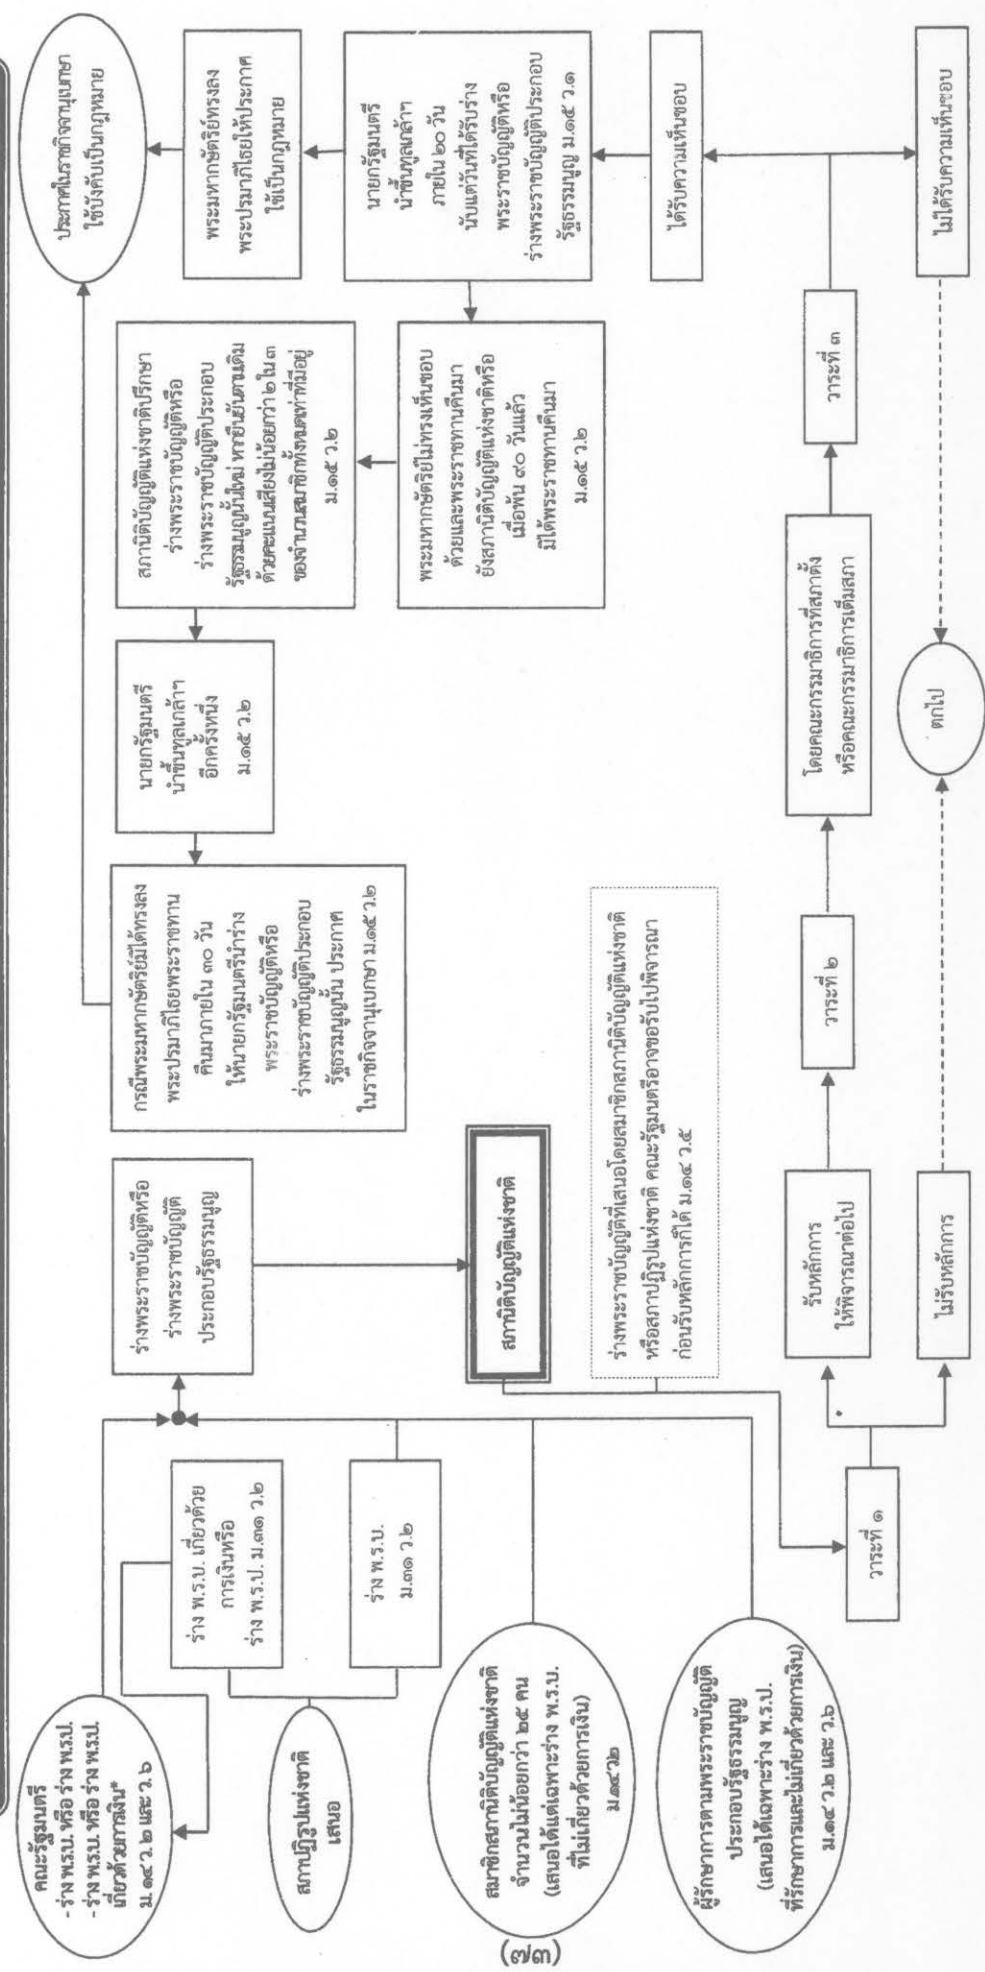 คณะรัฐมนตรี
- ร่าง พ.ร.บ. หรือ ร่าง พ.ร.ป.
- ร่าง พ.ร.บ. หรือ ร่าง พ.ร.ป.
เกี่ยวด้วยการเงิน*
ม. ๑๔ ว. ๒ และ ว. ๖
สภาปฏิรูปแห่งชาติ
เสนอ
สมาชิกสภานิติบัญญัติแห่งชาติ
จำนวนไม่น้อยกว่า ๒๕ คน
(เสนอได้แต่เฉพาะร่าง พ.ร.บ.
ที่ไม่เกี่ยวด้วยการเงิน)
ม.๑๔ว๒
ผู้รักษาการตามพระราชบัญญัติ
ประกอบรัฐธรรมนูญ
(เสนอได้เฉพาะร่าง พ.ร.ป.
ที่รักษาการและไม่เกี่ยวด้วยการเงิน)
ม.๑๔ ว.๒ และ ว.๖
ร่าง พ.ร.บ. เกี่ยวด้วย
การเงินหรือ
ร่าง พ.ร.ป. ม.๓๑ ว.๒
ร่าง พ.ร.บ.
ม.๓๑ ว.๒
ร่างพระราชบัญญัติหรือ
ร่างพระราชบัญญัติ
ประกอบรัฐธรรมนูญ
สภานิติบัญญัติแห่งชาติ
ร่างพระราชบัญญัติที่เสนอโดยสมาชิกสภานิติบัญญัติแห่งชาติ
หรือสภาปฏิรูปแห่งชาติ คณะรัฐมนตรีอาจขอรับไปพิจารณา
ก่อนรับหลักการก็ได้ ม.๑๔ ว.๕
วาระที่ ๑
รับหลักการ
ให้พิจารณาต่อไป
ไม่รับหลักการ
วาระที่ ๒
โดยคณะกรรมาธิการที่สภาตั้ง
หรือคณะกรรมาธิการเต็มสภา
ตกไป
วาระที่ ๓
ได้รับความเห็นชอบ
ไม่ได้รับความเห็นชอบ
นายกรัฐมนตรี
นำขึ้นทูลเกล้าฯ
ภายใน ๒๐ วัน
นับแต่วันที่ได้รับร่าง
พระราชบัญญัติหรือ
ร่างพระราชบัญญัติประกอบ
รัฐธรรมนูญ ม.๑๕ ว.๑
พระมหากษัตริย์ทรงลง
พระปรมาภิไธยให้ประกาศ
ใช้เป็นกฎหมาย
ประกาศในราชกิจจานุเบกษา
ใช้บังคับเป็นกฎหมาย
พระมหากษัตริย์ไม่ทรงเห็นชอบ
ด้วยและพระราชทานคืนมา
ยังสภานิติบัญญัติแห่งชาติหรือ
เมื่อพ้น ๙๐ วันแล้ว
มิได้พระราชทานคืนมา
ม.๑๕ ว.๒
สภานิติบัญญัติแห่งชาติปรึกษา
ร่างพระราชบัญญัติหรือ
ร่างพระราชบัญญัติประกอบ
รัฐธรรมนูญนั้นใหม่ หากยืนยันตามเดิม
ด้วยคะแนนเสียงไม่น้อยกว่า ๒ ใน ๓
ของจำนวนสมาชิกทั้งหมดเท่าที่มีอยู่
ม.๑๕ ว.๒
นายกรัฐมนตรี
นำขึ้นทูลเกล้าฯ
อีกครั้งหนึ่ง
ม.๑๕ ว.๒
กรณีพระมหากษัตริย์มิได้ทรงลง
พระปรมาภิไธยพระราชทาน
คืนมาภายใน ๓๐ วัน
ให้นายกรัฐมนตรีนำร่าง
พระราชบัญญัติหรือ
ร่างพระราชบัญญัติประกอบ
รัฐธรรมนูญนั้น ประกาศ
ในราชกิจจานุเบกษา ม.๑๕ ว.๒
(๗๓)